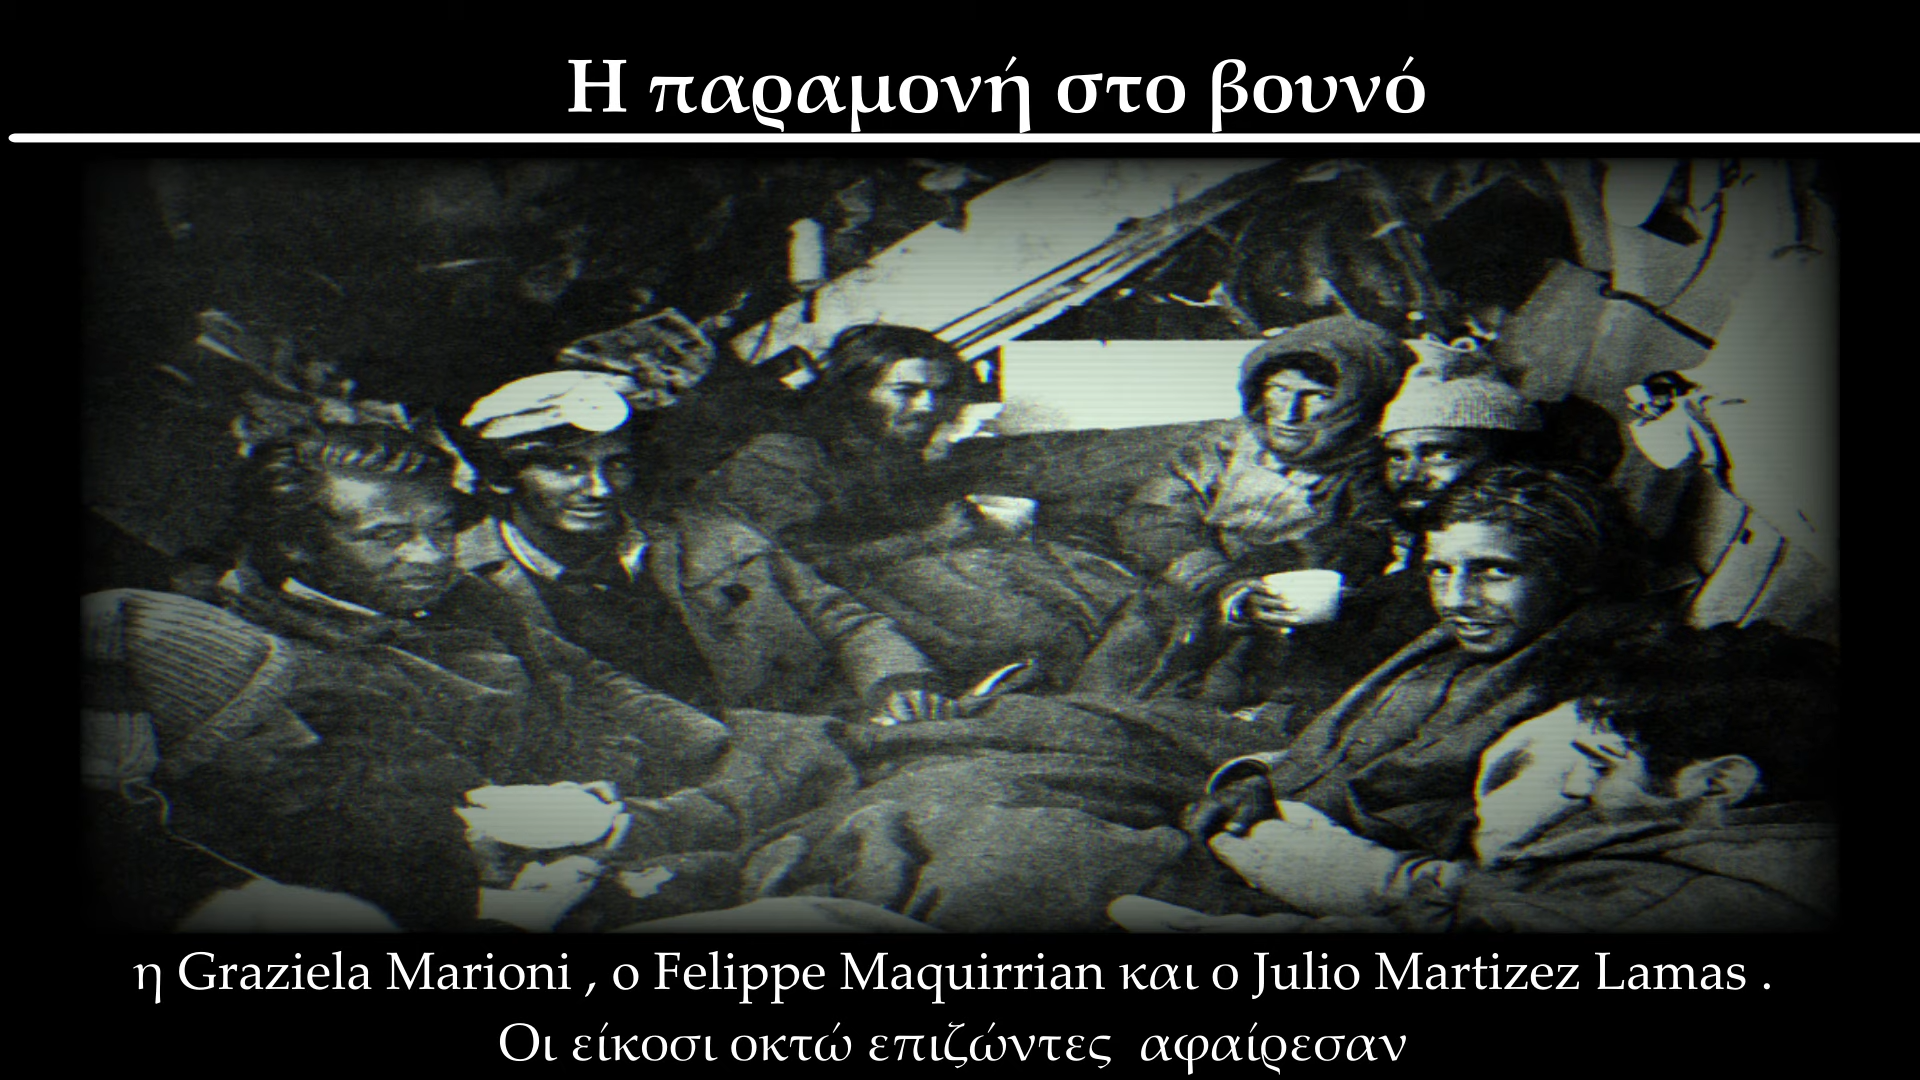 Η παραμονή στο βουνό
η Graziela Marioni , ο Felippe Maquirrian και ο Julio Martizez Lamas .
Οι είκοσι οκτώ επιζώντες αφαίρεσαν